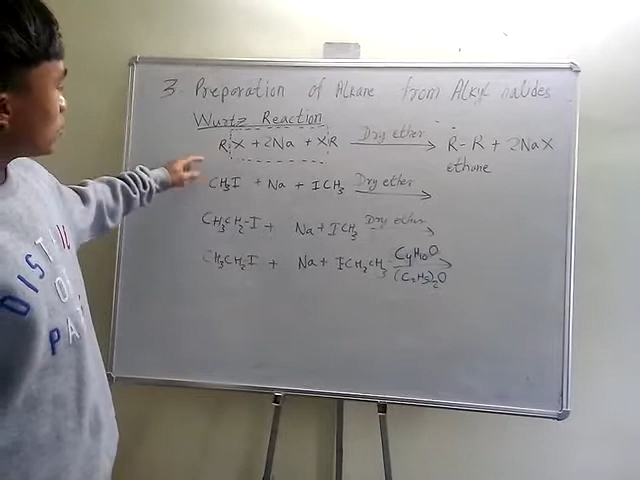 3. Preparation of Alkane from Alkyl halides
Wurtz Reaction
R X + 2Na + X R Dry ether → R - R + 2NaX
ethane
CH3I + Na + ICH3 Dry ether →
CH3CH2-I + Na + ICH3 Dry ether →
CH3CH2I + Na + ICH2CH3 C4H10O →
(C2H5)2O
DIST
OF
PA